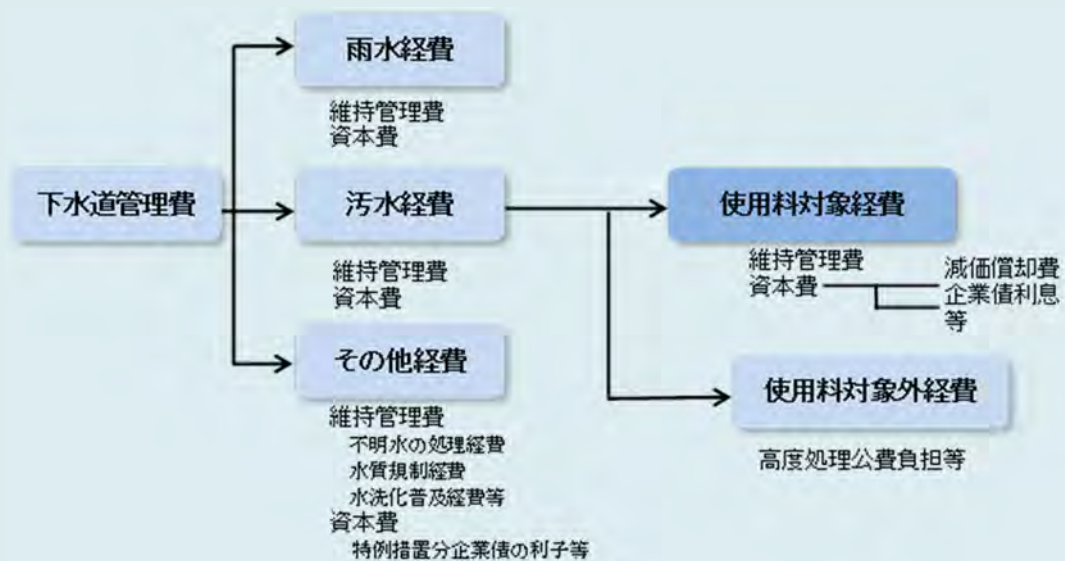 雨水経費
維持管理費
資本費
下水道管理費
汚水経費
維持管理費
資本費
その他経費
維持管理費
不明水の処理経費
水質規制経費
水洗化普及経費等
資本費
特例措置分企業債の利子等
使用料対象経費
維持管理費
資本費
減価償却費
企業債利息
等
使用料対象外経費
高度処理公費負担等